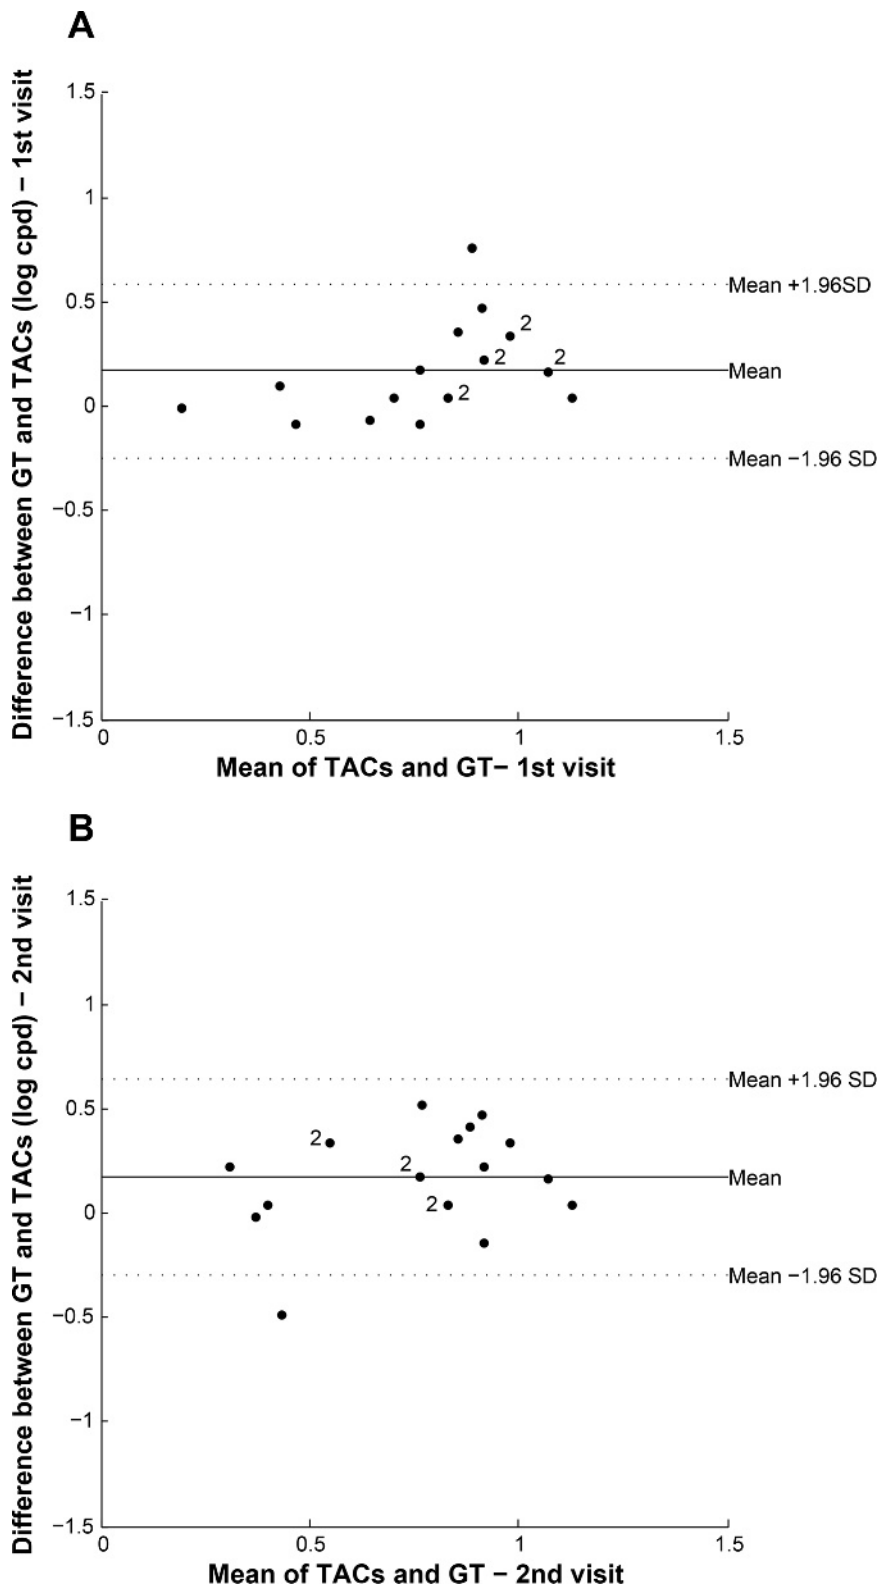 A
Difference between GT and TACs (log cpd) − 1st visit
1.5
1
0.5
0
−0.5
−1
−1.5
2
2
2
2
Mean +1.96SD
Mean
Mean −1.96 SD
0
0.5
1
1.5
Mean of TACs and GT− 1st visit
B
Difference between GT and TACs (log cpd) − 2nd visit
1.5
1
0.5
0
−0.5
−1
−1.5
2
2
2
Mean +1.96 SD
Mean
Mean −1.96 SD
0
0.5
1
1.5
Mean of TACs and GT − 2nd visit